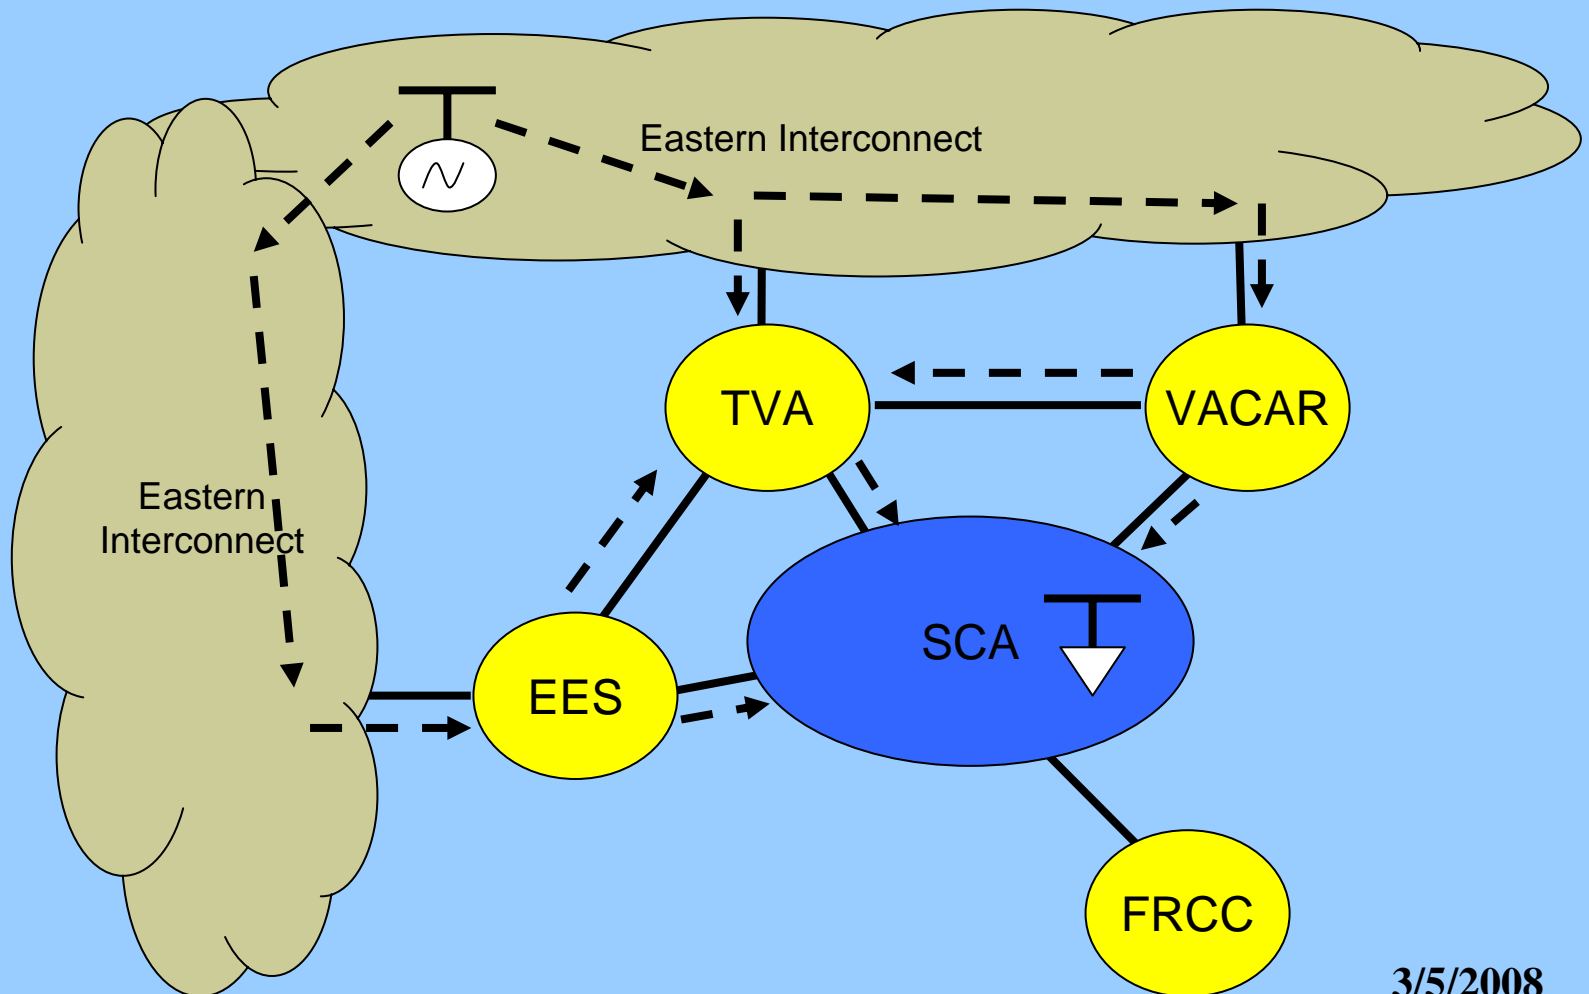 Eastern Interconnect
TVA
VACAR
Eastern
Interconnect
SCA
EES
FRCC
3/5/2008